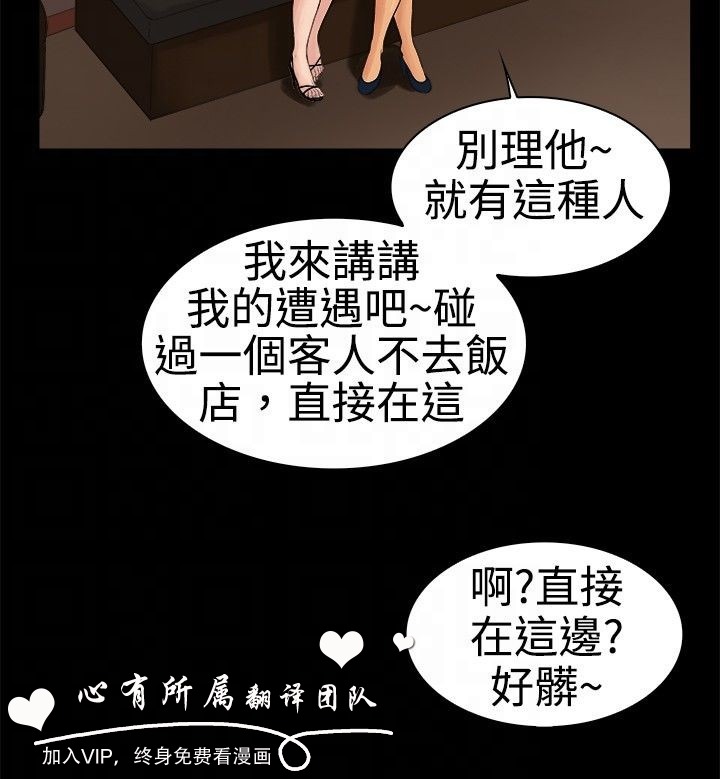 別理他~
就有這種人
我來講講
我的遭遇吧~碰
過一個客人不去飯
店，直接在這
啊?直接
在這邊?
好髒~
心有所属翻译团队
加入VIP，终身免费看漫画